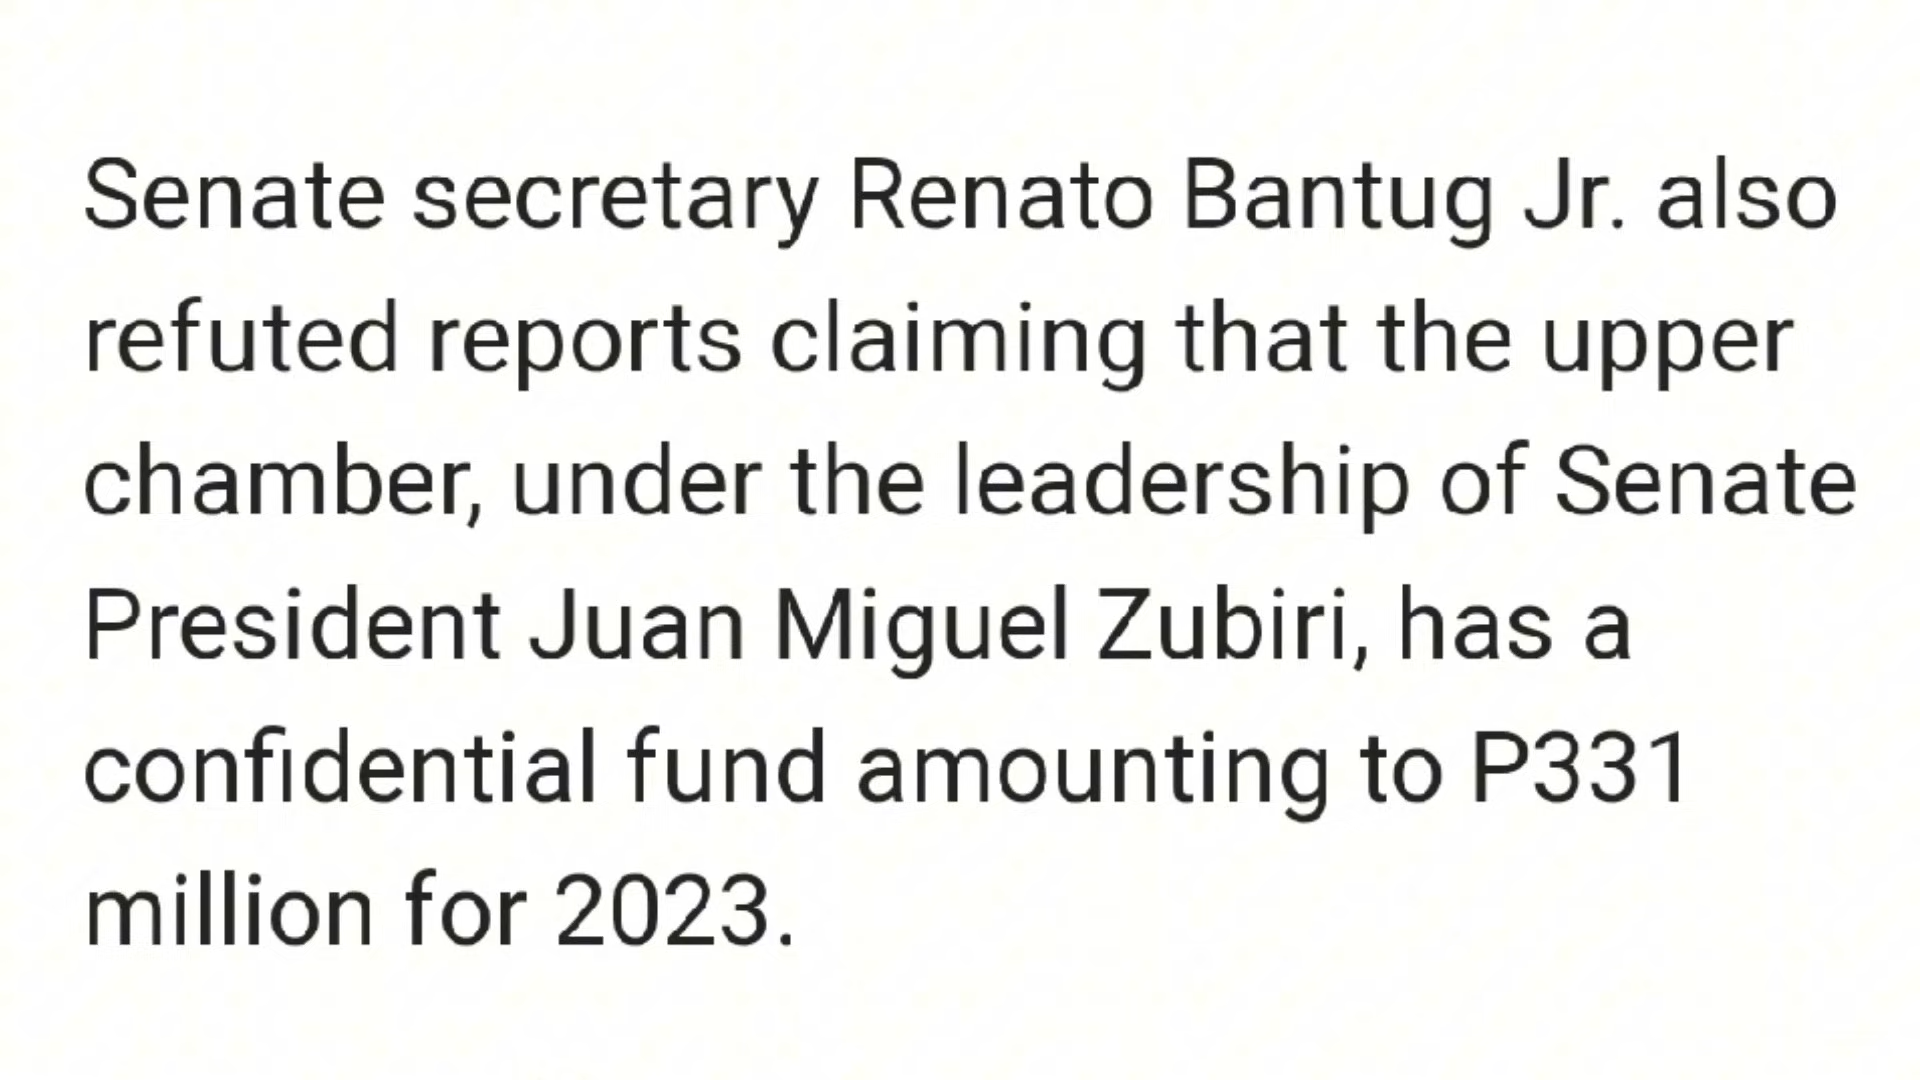 Senate secretary Renato Bantug Jr. also
refuted reports claiming that the upper
chamber, under the leadership of Senate
President Juan Miguel Zubiri, has a
confidential fund amounting to P331
million for 2023.